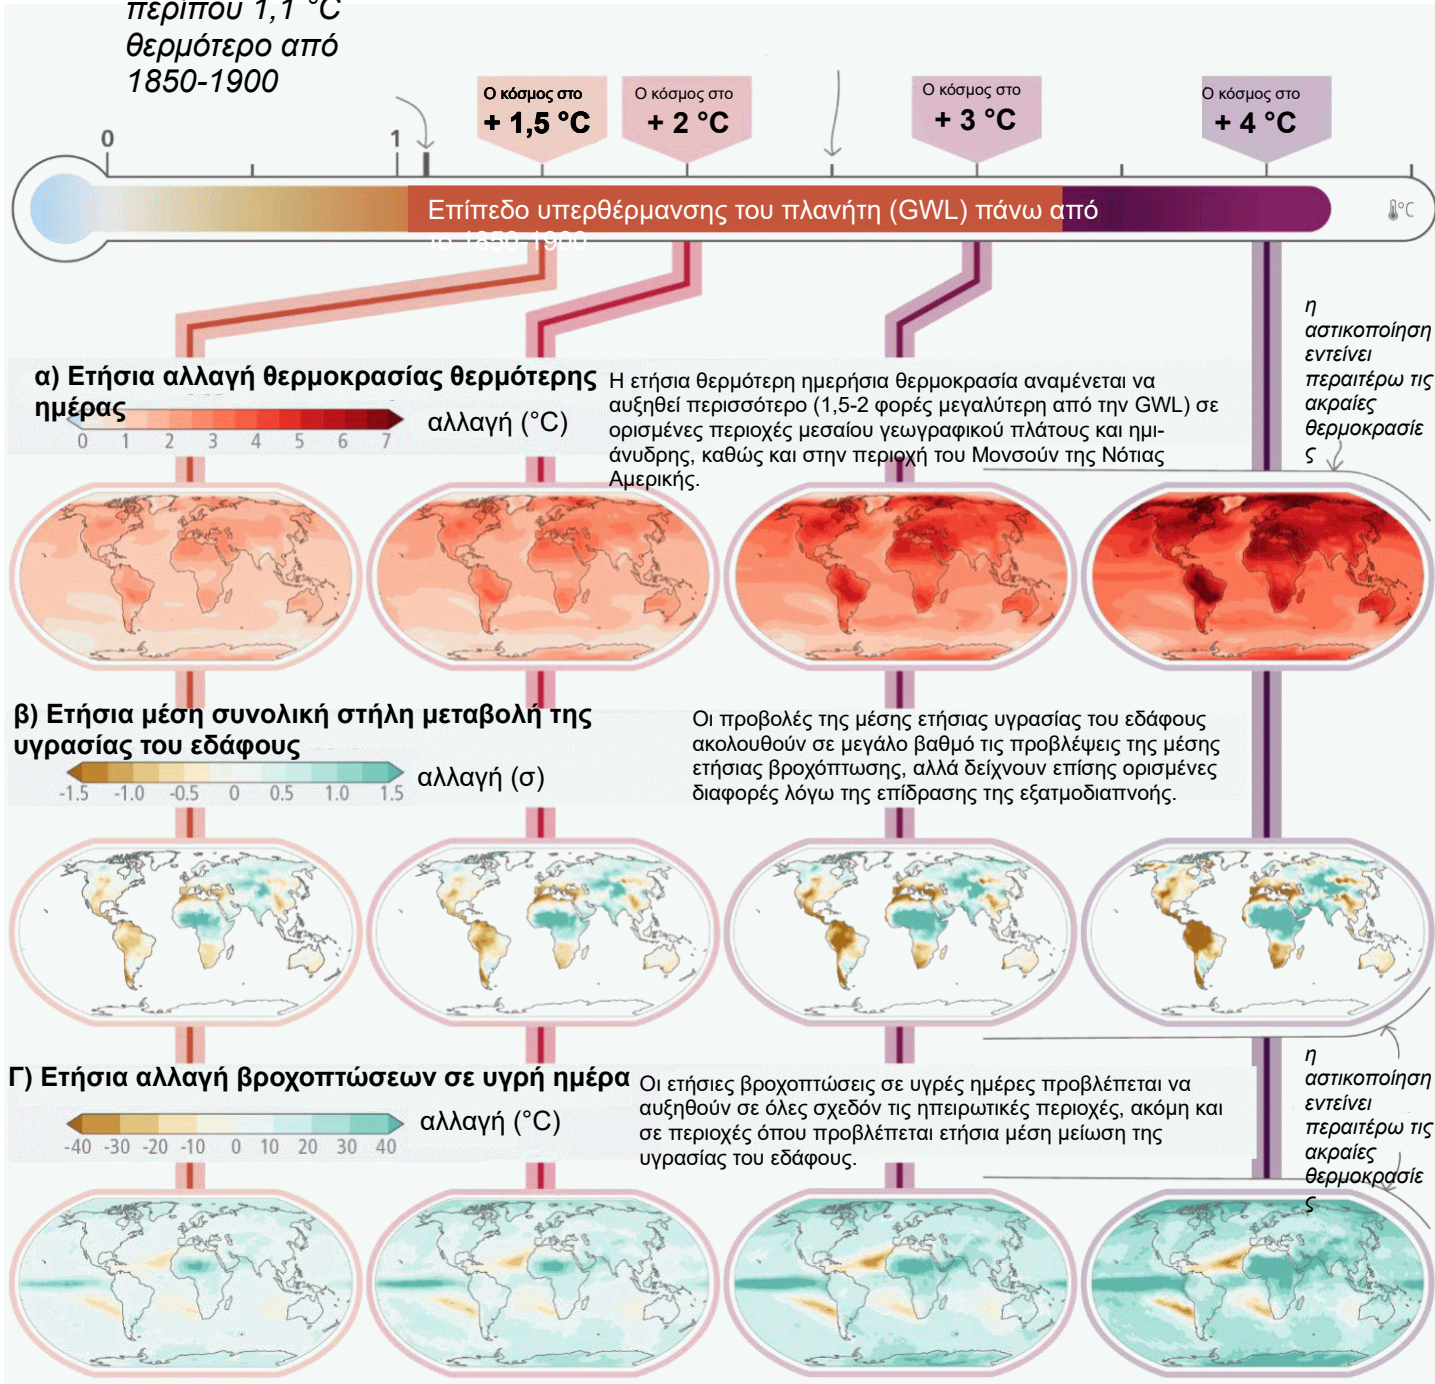 περίπου 1,1 °C
θερμότερο από
1850-1900
Ο κόσμος στο
+ 1,5 °C
Ο κόσμος στο
+ 2 °C
Ο κόσμος στο
+ 3 °C
Ο κόσμος στο
+ 4 °C
0
1
Επίπεδο υπερθέρμανσης του πλανήτη (GWL) πάνω από
το 1850-1900
°C
η
αστικοποίηση
εντείνει
περαιτέρω τις
ακραίες
θερμοκρασίε
ς
α) Ετήσια αλλαγή θερμοκρασίας θερμότερης
ημέρας
0 1 2 3 4 5 6 7
αλλαγή (°C)
Η ετήσια θερμότερη ημερήσια θερμοκρασία αναμένεται να
αυξηθεί περισσότερο (1,5-2 φορές μεγαλύτερη από την GWL) σε
ορισμένες περιοχές μεσαίου γεωγραφικού πλάτους και ημι-
άνυδρης, καθώς και στην περιοχή του Μονσούν της Νότιας
Αμερικής.
β) Ετήσια μέση συνολική στήλη μεταβολή της
υγρασίας του εδάφους
-1.5 -1.0 -0.5 0 0.5 1.0 1.5
αλλαγή (σ)
Οι προβολές της μέσης ετήσιας υγρασίας του εδάφους
ακολουθούν σε μεγάλο βαθμό τις προβλέψεις της μέσης
ετήσιας βροχόπτωσης, αλλά δείχνουν επίσης ορισμένες
διαφορές λόγω της επίδρασης της εξατμοδιαπνοής.
Γ) Ετήσια αλλαγή βροχοπτώσεων σε υγρή ημέρα
-40 -30 -20 -10 0 10 20 30 40
αλλαγή (°C)
Οι ετήσιες βροχοπτώσεις σε υγρές ημέρες προβλέπεται να
αυξηθούν σε όλες σχεδόν τις ηπειρωτικές περιοχές, ακόμη και
σε περιοχές όπου προβλέπεται ετήσια μέση μείωση της
υγρασίας του εδάφους.
η
αστικοποίηση
εντείνει
περαιτέρω τις
ακραίες
θερμοκρασίε
ς